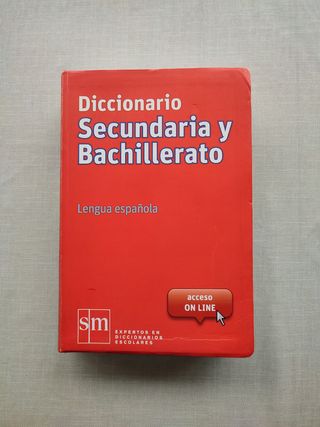 Diccionario
Secundaria y
Bachillerato
Lengua española
acceso
ON LINE
sm
EXPERTOS EN
DICCIONARIOS
ESCOLARES